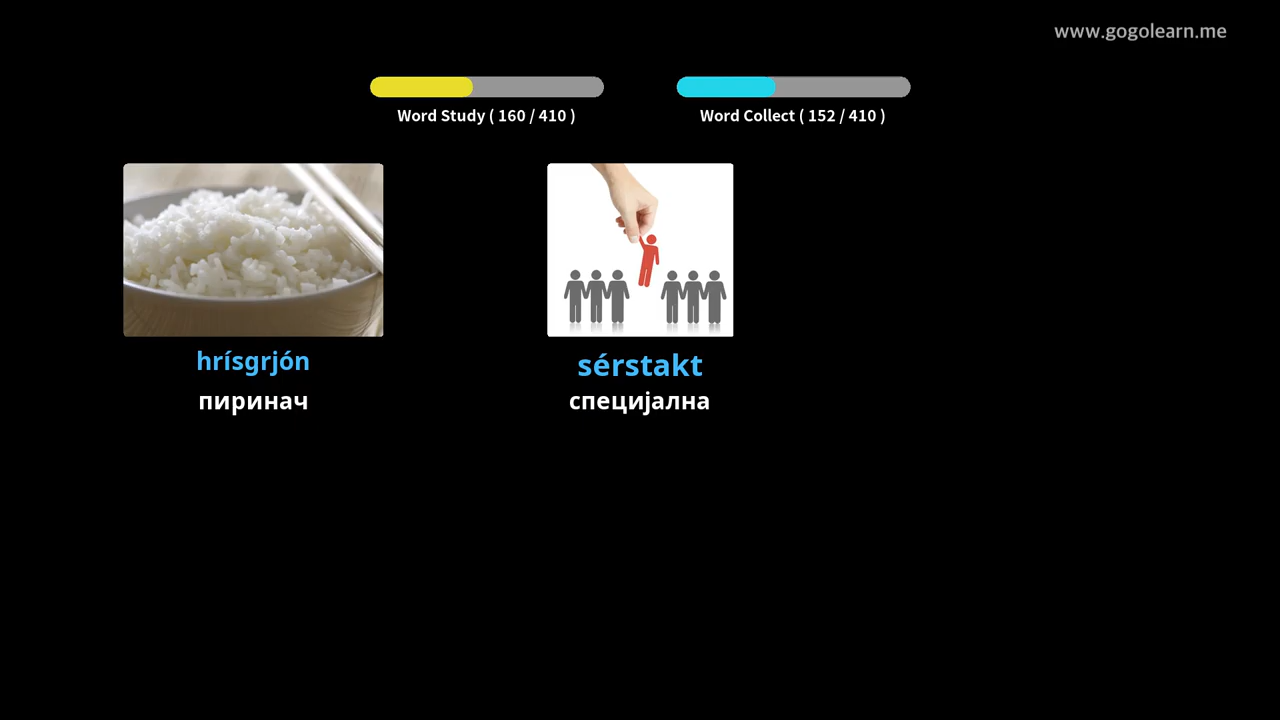 www.gogolearn.me
Word Study ( 160 / 410 )
Word Collect ( 152 / 410 )
hrísgrjón
пиринач
sérstakt
специјална